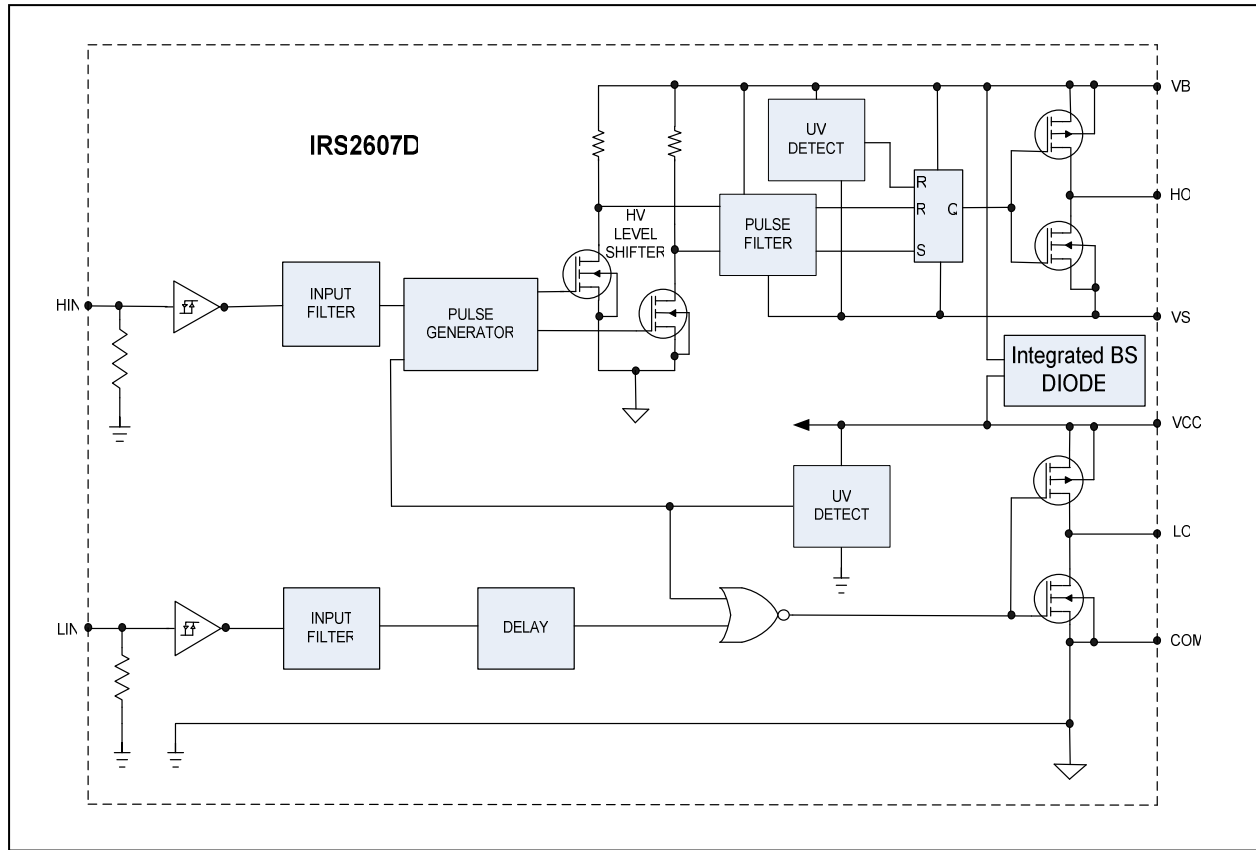 IRS2607D
VB
UV
DETECT
R
R
Q
S
HO
HV
LEVEL
SHIFTER
PULSE
FILTER
HIN
INPUT
FILTER
PULSE
GENERATOR
VS
Integrated BS
DIODE
VCC
UV
DETECT
LO
LIN
INPUT
FILTER
DELAY
COM